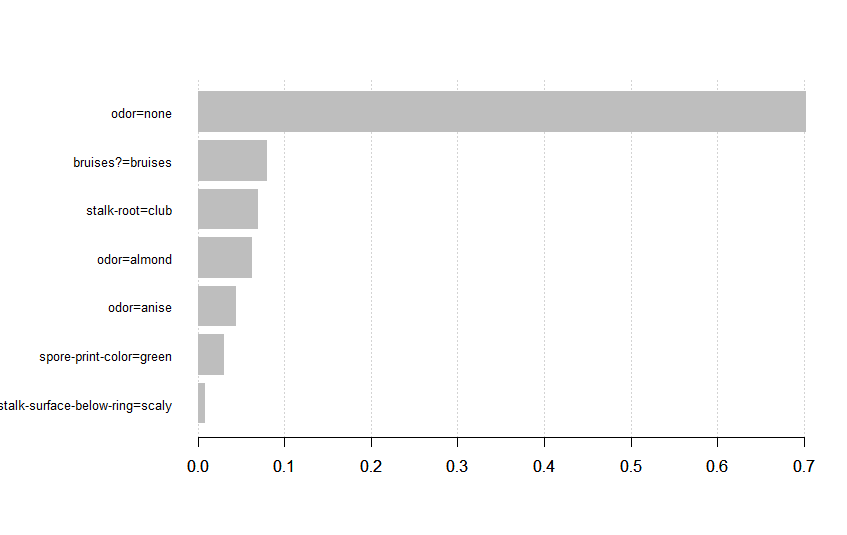 odor=none
bruises?=bruises
stalk-root=club
odor=almond
odor=anise
spore-print-color=green
stalk-surface-below-ring=scaly
0.0 0.1 0.2 0.3 0.4 0.5 0.6 0.7